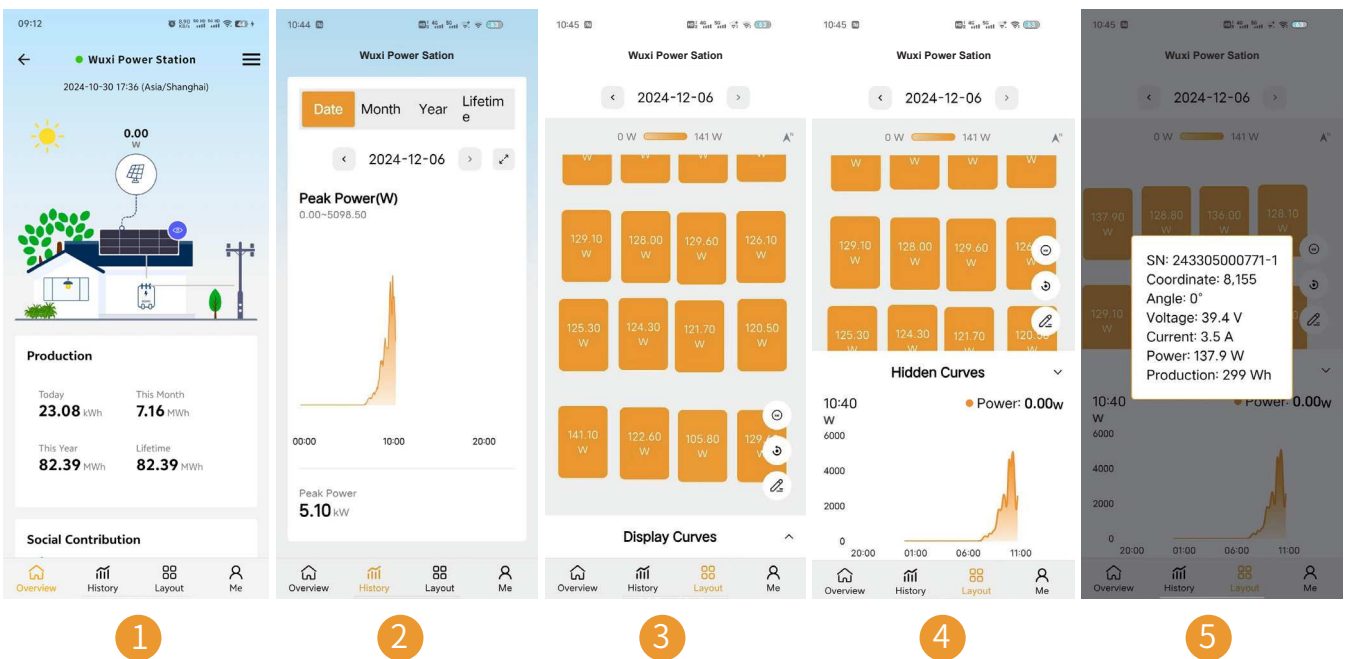 09:12
Wuxi Power Station
2024-10-30 17:36 (Asia/Shanghai)
0.00
W
Production
Today
This Month
23.08 kWh
7.16 MWh
This Year
Lifetime
82.39 MWh
82.39 MWh
Social Contribution
Overview
History
Layout
Me
1
10:44
Wuxi Power Sation
Date
Month
Year
Lifetim
e
2024-12-06
Peak Power(W)
0.00~5098.50
00:00
10:00
20:00
Peak Power
5.10 kW
Overview
History
Layout
Me
2
10:45
Wuxi Power Sation
2024-12-06
0 W
141 W
W W W W
129.10 W
128.00 W
129.60 W
126.10 W
125.30 W
124.30 W
121.70 W
120.50 W
141.10 W
122.60 W
105.80 W
129.
Display Curves
Overview
History
Layout
Me
3
10:45
Wuxi Power Sation
2024-12-06
0 W
141 W
W W W W
129.10 W
128.00 W
129.60 W
126
125.30 W
124.30 W
121.70 W
120.
Hidden Curves
10:40
W
Power: 0.00w
6000
4000
2000
0
20:00
01:00
06:00
11:00
Overview
History
Layout
Me
4
10:45
Wuxi Power Sation
2024-12-06
0 W
141 W
137.90 W
128.80 W
136.00 W
128.10
129.10 W
SN: 243305000771-1
Coordinate: 8,155
Angle: 0°
Voltage: 39.4 V
Current: 3.5 A
Power: 137.9 W
Production: 299 Wh
10:40
W
Power: 0.00w
6000
4000
2000
0
20:00
01:00
06:00
11:00
Overview
History
Layout
Me
5